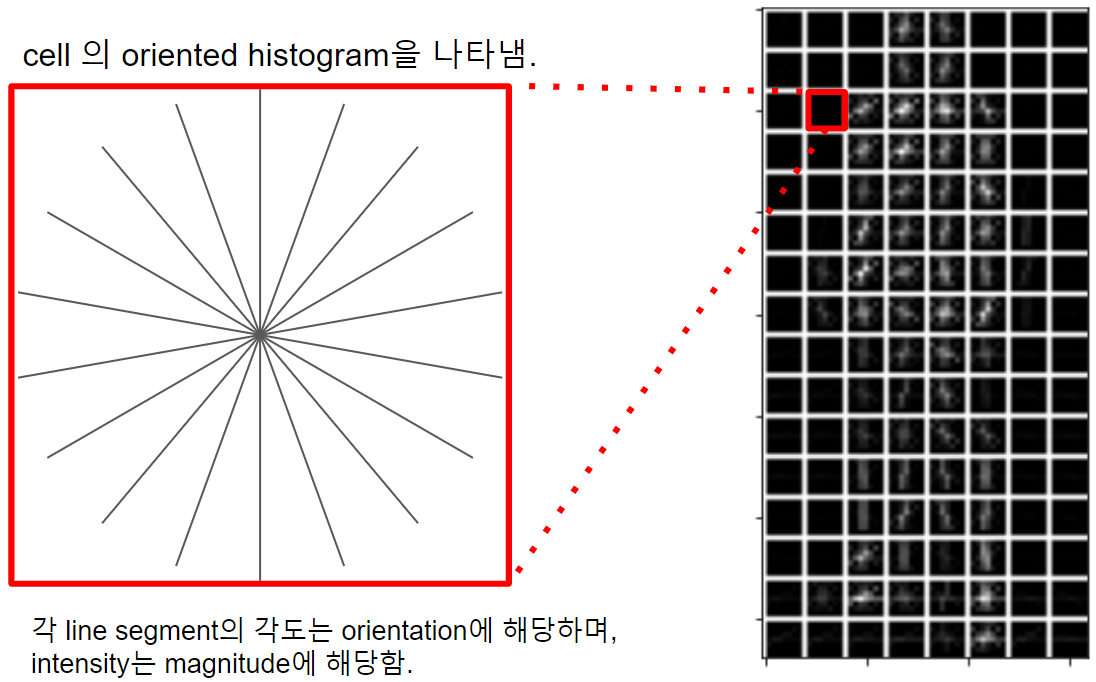 cell 의 oriented histogram을 나타냄.
각 line segment의 각도는 orientation에 해당하며,
intensity는 magnitude에 해당함.